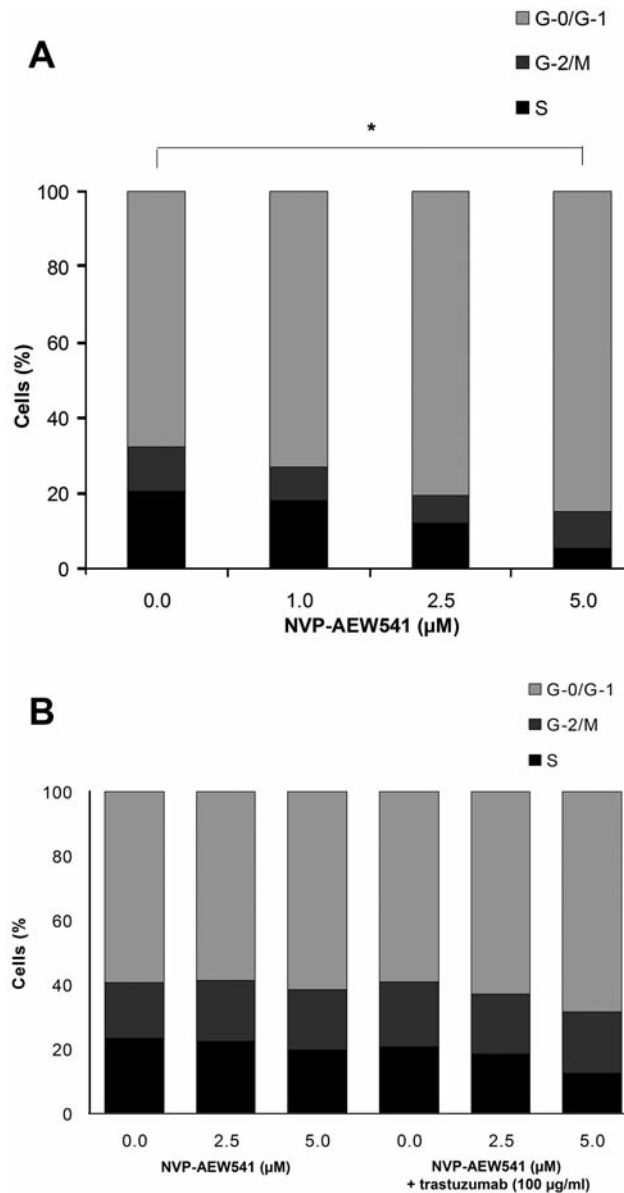 A
G-0/G-1
G-2/M
S
*
100
80
60
40
20
0
Cells (%)
0.0 1.0 2.5 5.0
NVP-AEW541 (µM)
B
G-0/G-1
G-2/M
S
100
80
60
40
20
0
Cells (%
0.0 2.5 5.0 0.0 2.5 5.0
NVP-AEW541 (µM) NVP-AEW541 (µM)
+ trastuzumab (100 µg/ml)